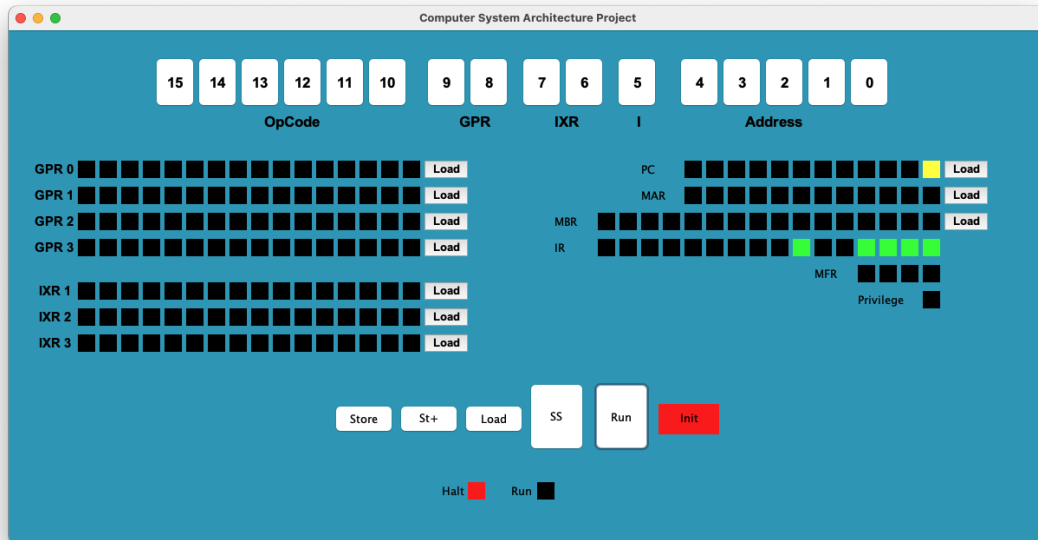 Computer System Architecture Project
15 14 13 12 11 10 9 8 7 6 5 4 3 2 1 0
OpCode GPR IXR I Address
GPR 0 Load PC Load
GPR 1 Load MAR Load
GPR 2 Load MBR Load
GPR 3 Load IR
MFR
IXR 1 Load Privilege
IXR 2 Load
IXR 3 Load
Store St+ Load SS Run Init
Halt Run